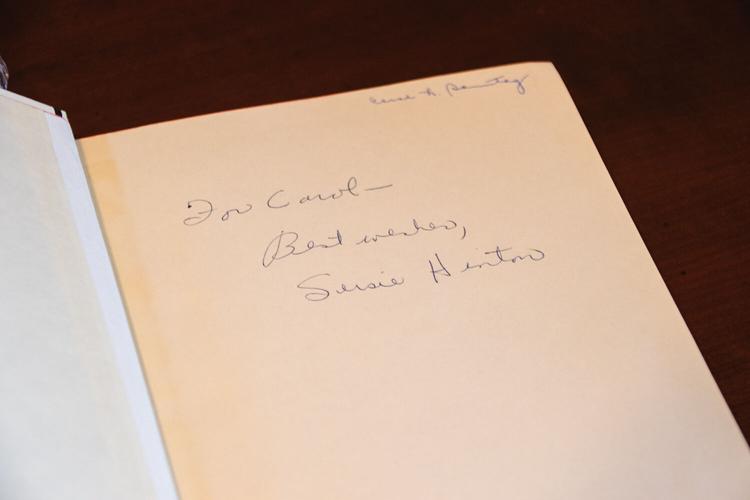 For Carol—
Best wishes,
Susie Hinton